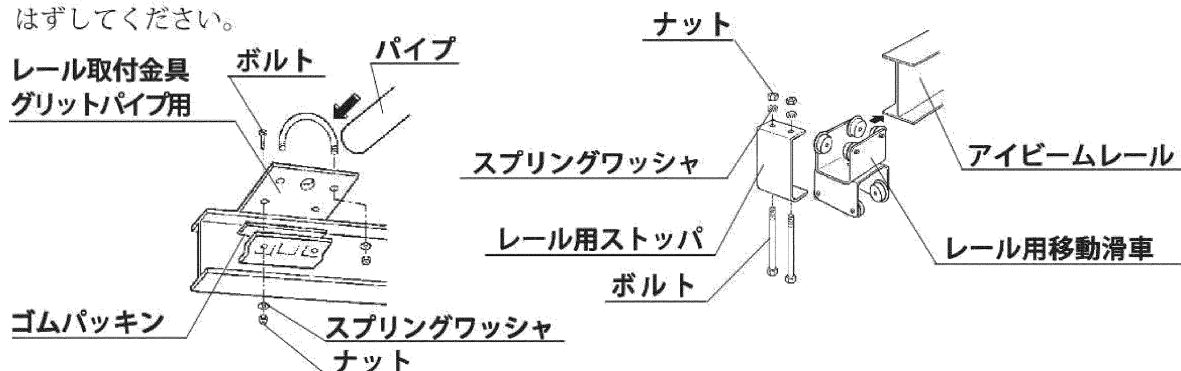 はずしてください。
レール取付金具
グリットパイプ用
ボルト
パイプ
ゴムパッキン
スプリングワッシャ
ナット
ナット
スプリングワッシャ
レール用ストッパ
ボルト
アイビームレール
レール用移動滑車